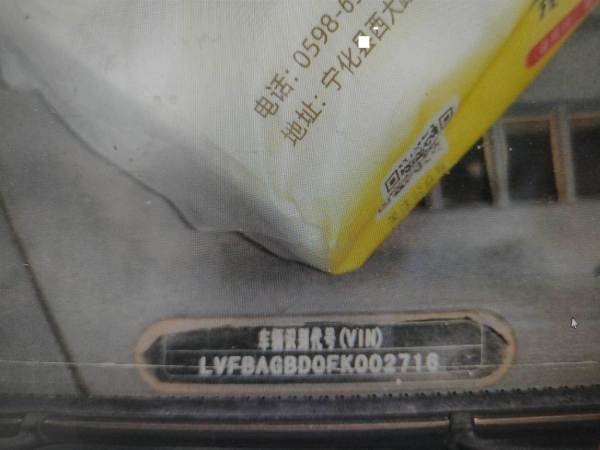 电话：0598-6
地址：宁化县西大
车辆识别代号(VIN)
LVFBAGBD0FK002716